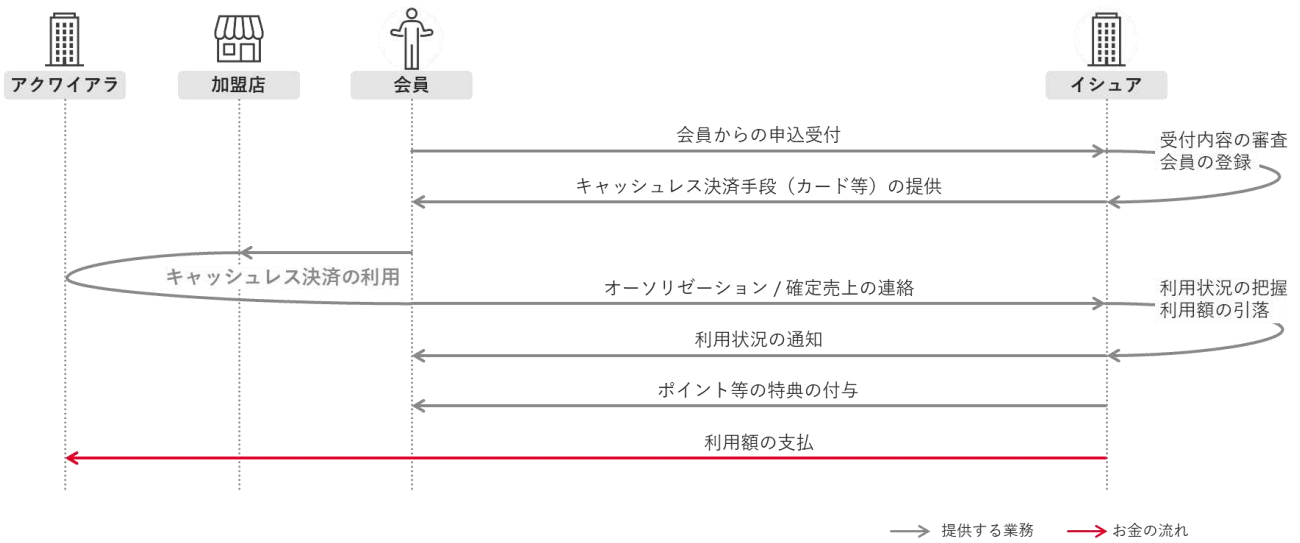 アクワイアラ
加盟店
会員
イシュア
会員からの申込受付
受付内容の審査
会員の登録
キャッシュレス決済手段（カード等）の提供
キャッシュレス決済の利用
オーソリゼーション / 確定売上の連絡
利用状況の把握
利用額の引落
利用状況の通知
ポイント等の特典の付与
利用額の支払
提供する業務
お金の流れ